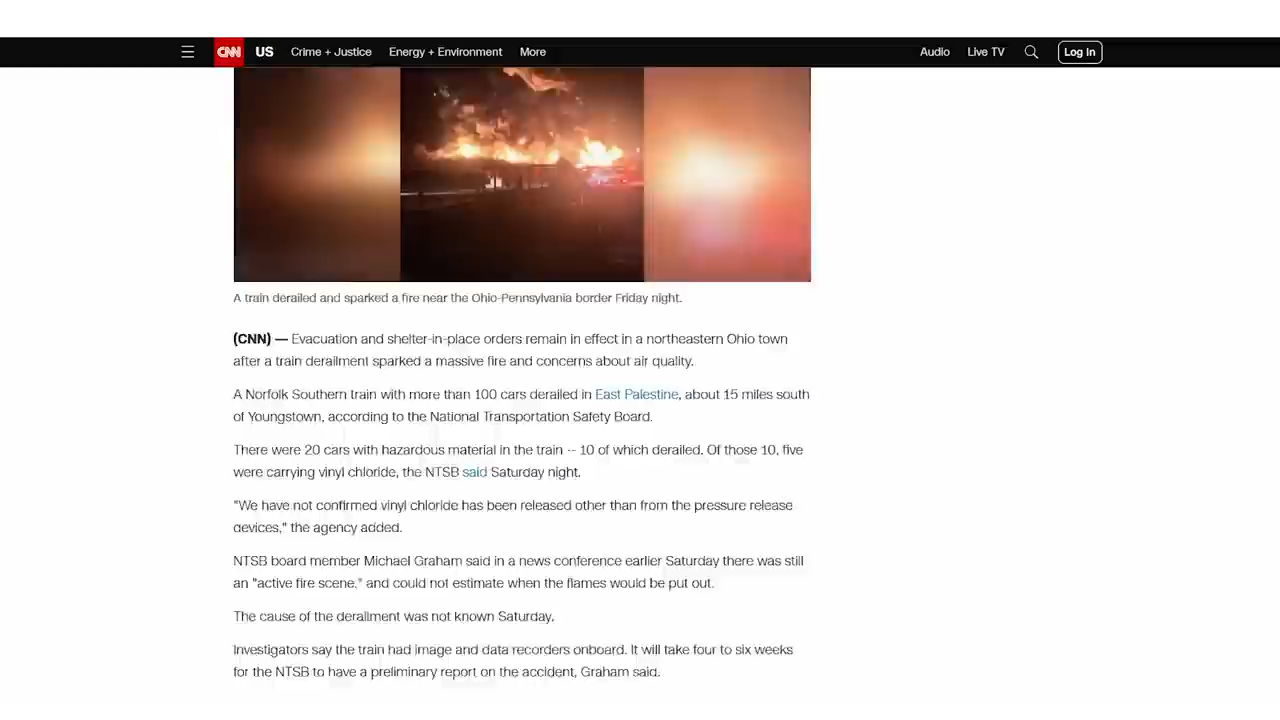 CNN US Crime + Justice Energy + Environment More Audio Live TV Log In
A train derailed and sparked a fire near the Ohio-Pennsylvania border Friday night.
(CNN) — Evacuation and shelter-in-place orders remain in effect in a northeastern Ohio town
after a train derailment sparked a massive fire and concerns about air quality.
A Norfolk Southern train with more than 100 cars derailed in East Palestine, about 15 miles south
of Youngstown, according to the National Transportation Safety Board.
There were 20 cars with hazardous material in the train -- 10 of which derailed. Of those 10, five
were carrying vinyl chloride, the NTSB said Saturday night.
"We have not confirmed vinyl chloride has been released other than from the pressure release
devices," the agency added.
NTSB board member Michael Graham said in a news conference earlier Saturday there was still
an "active fire scene," and could not estimate when the flames would be put out.
The cause of the derailment was not known Saturday.
Investigators say the train had image and data recorders onboard. It will take four to six weeks
for the NTSB to have a preliminary report on the accident, Graham said.